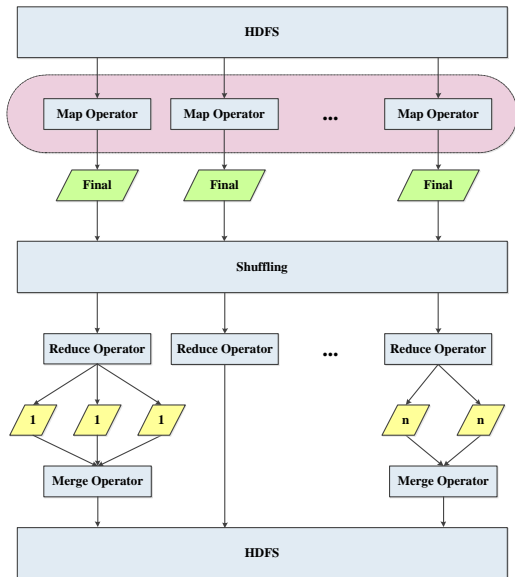 HDFS
Map Operator
Map Operator
...
Map Operator
Final
Final
Final
Shuffling
Reduce Operator
Reduce Operator
...
Reduce Operator
1
1
1
n
n
Merge Operator
Merge Operator
HDFS